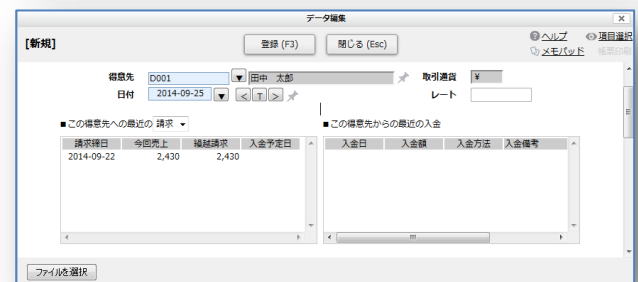 データ編集
[新規]
登録 (F3)
閉じる (Esc)
ヘルプ
項目選択
メモパッド
帳票印刷
得意先 D001 田中 太郎
取引通貨 ¥
日付 2014-09-25 < T >
レート
■この得意先への最近の 請求
■この得意先からの最近の入金
請求締日 今回売上 繰越請求 入金予定日
入金日 入金額 入金方法 入金備考
2014-09-22 2,430 2,430
ファイルを選択